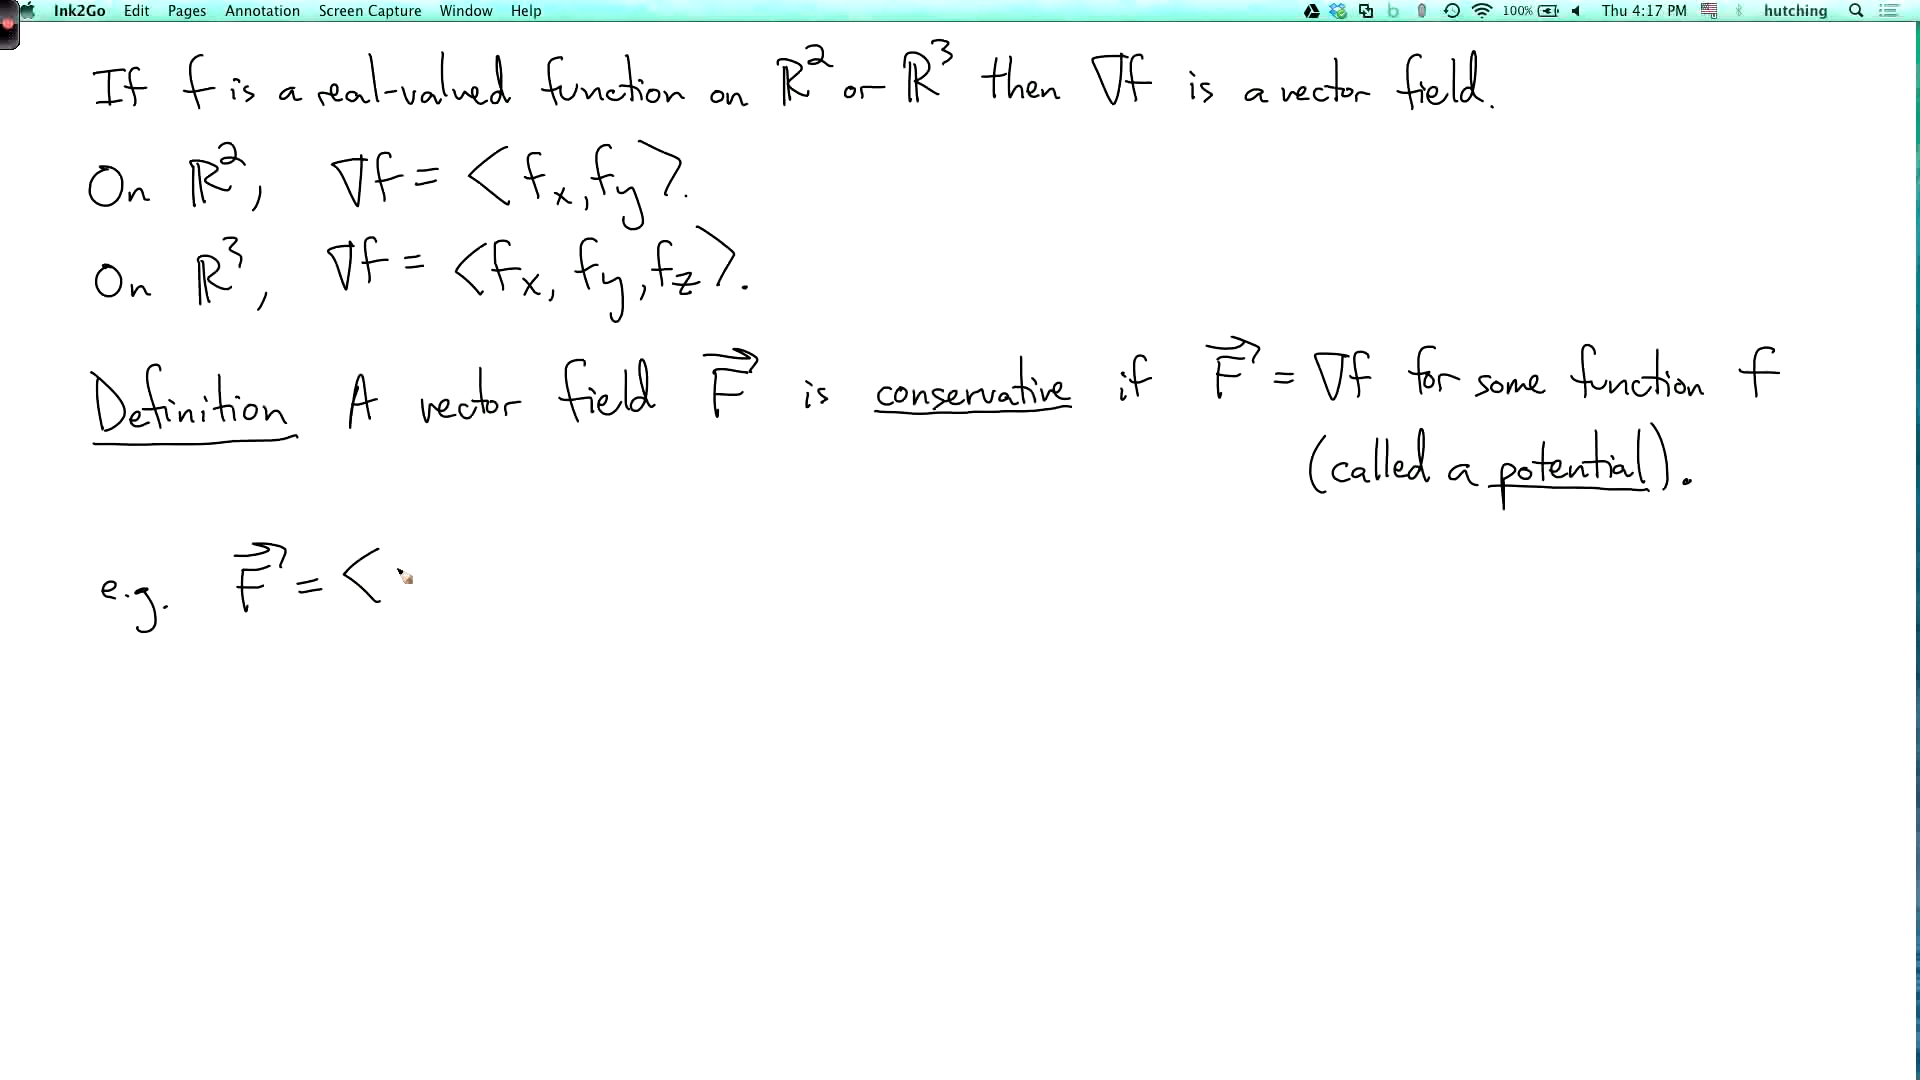 Ink2Go Edit Pages Annotation Screen Capture Window Help 100% Thu 4:17 PM hutching
If f is a real-valued function on ℝ² or ℝ³ then ∇f is a vector field.
On ℝ², ∇f = <f_x, f_y>.
On ℝ³, ∇f = <f_x, f_y, f_z>.
Definition A vector field F⃗ is conservative if F⃗ = ∇f for some function f
(called a potential).
e.g. F⃗ = <